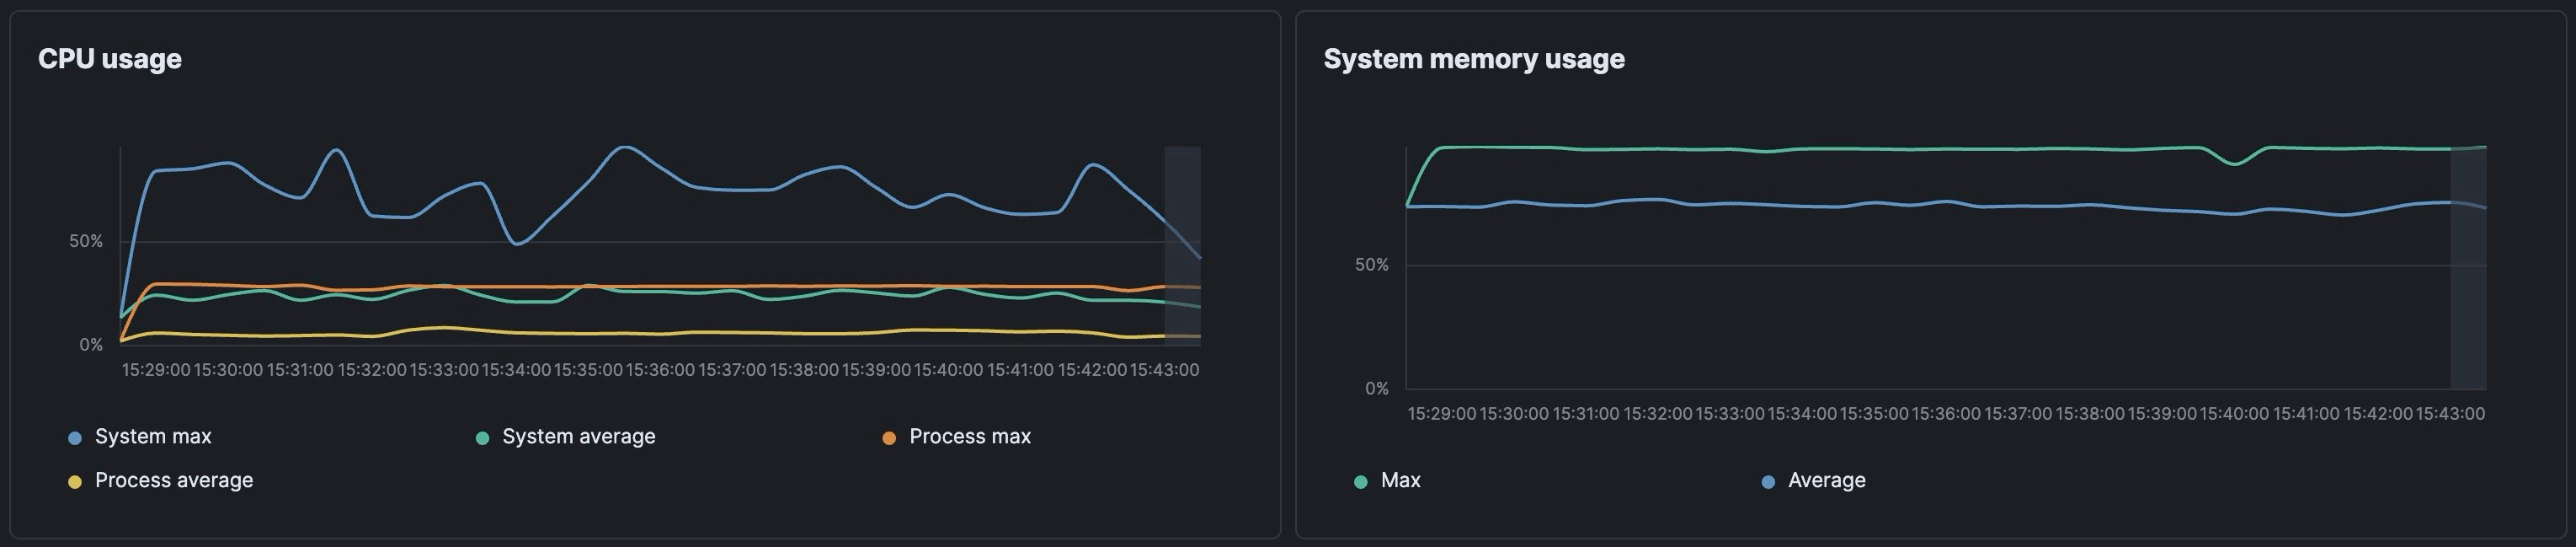 CPU usage
50%
0%
15:29:00 15:30:00 15:31:00 15:32:00 15:33:00 15:34:00 15:35:00 15:36:00 15:37:00 15:38:00 15:39:00 15:40:00 15:41:00 15:42:00 15:43:00
System max
System average
Process max
Process average
System memory usage
50%
0%
15:29:00 15:30:00 15:31:00 15:32:00 15:33:00 15:34:00 15:35:00 15:36:00 15:37:00 15:38:00 15:39:00 15:40:00 15:41:00 15:42:00 15:43:00
Max
Average